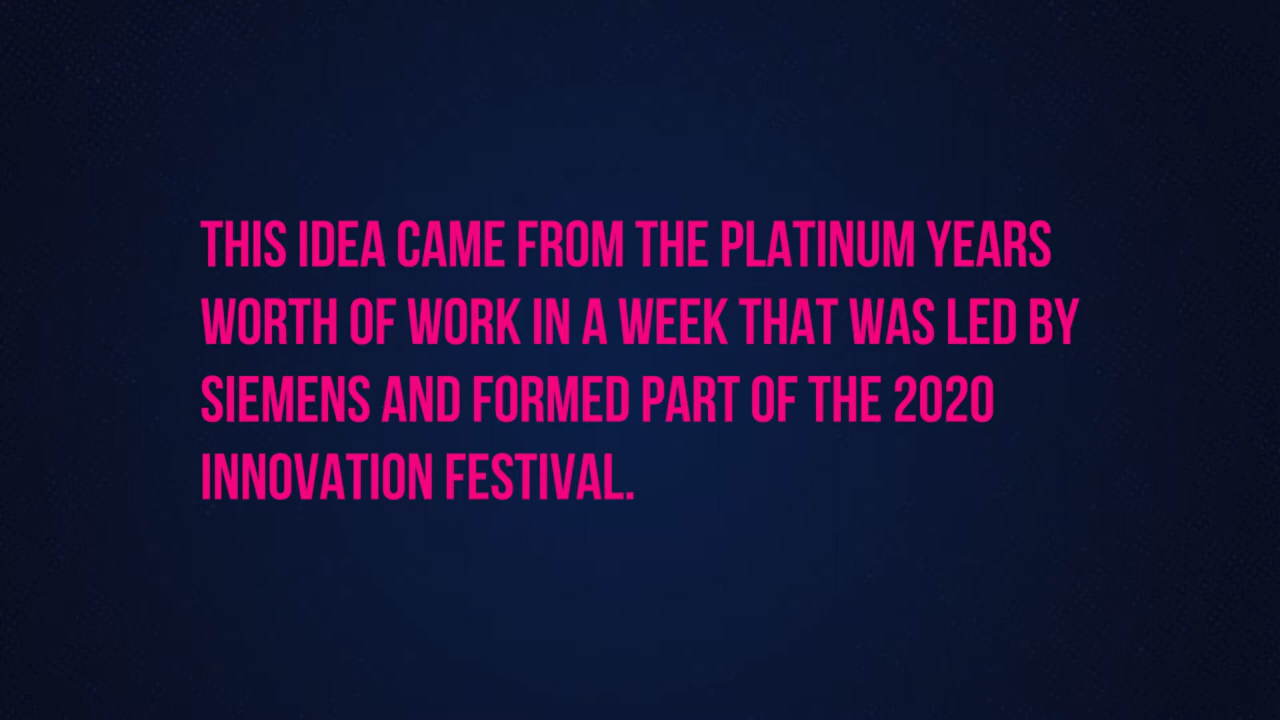 THIS IDEA CAME FROM THE PLATINUM YEARS
WORTH OF WORK IN A WEEK THAT WAS LED BY
SIEMENS AND FORMED PART OF THE 2020
INNOVATION FESTIVAL.